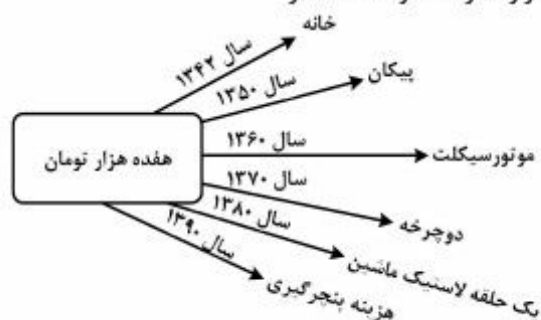 خانه
سال ۱۳۴۲
پیکان
سال ۱۳۵۰
موتورسیکلت
سال ۱۳۶۰
هفده هزار تومان
سال ۱۳۷۰
دوچرخه
سال ۱۳۸۰
یک حلقه لاستیک ماشین
سال ۱۳۹۰
هزینه پنچرگیری